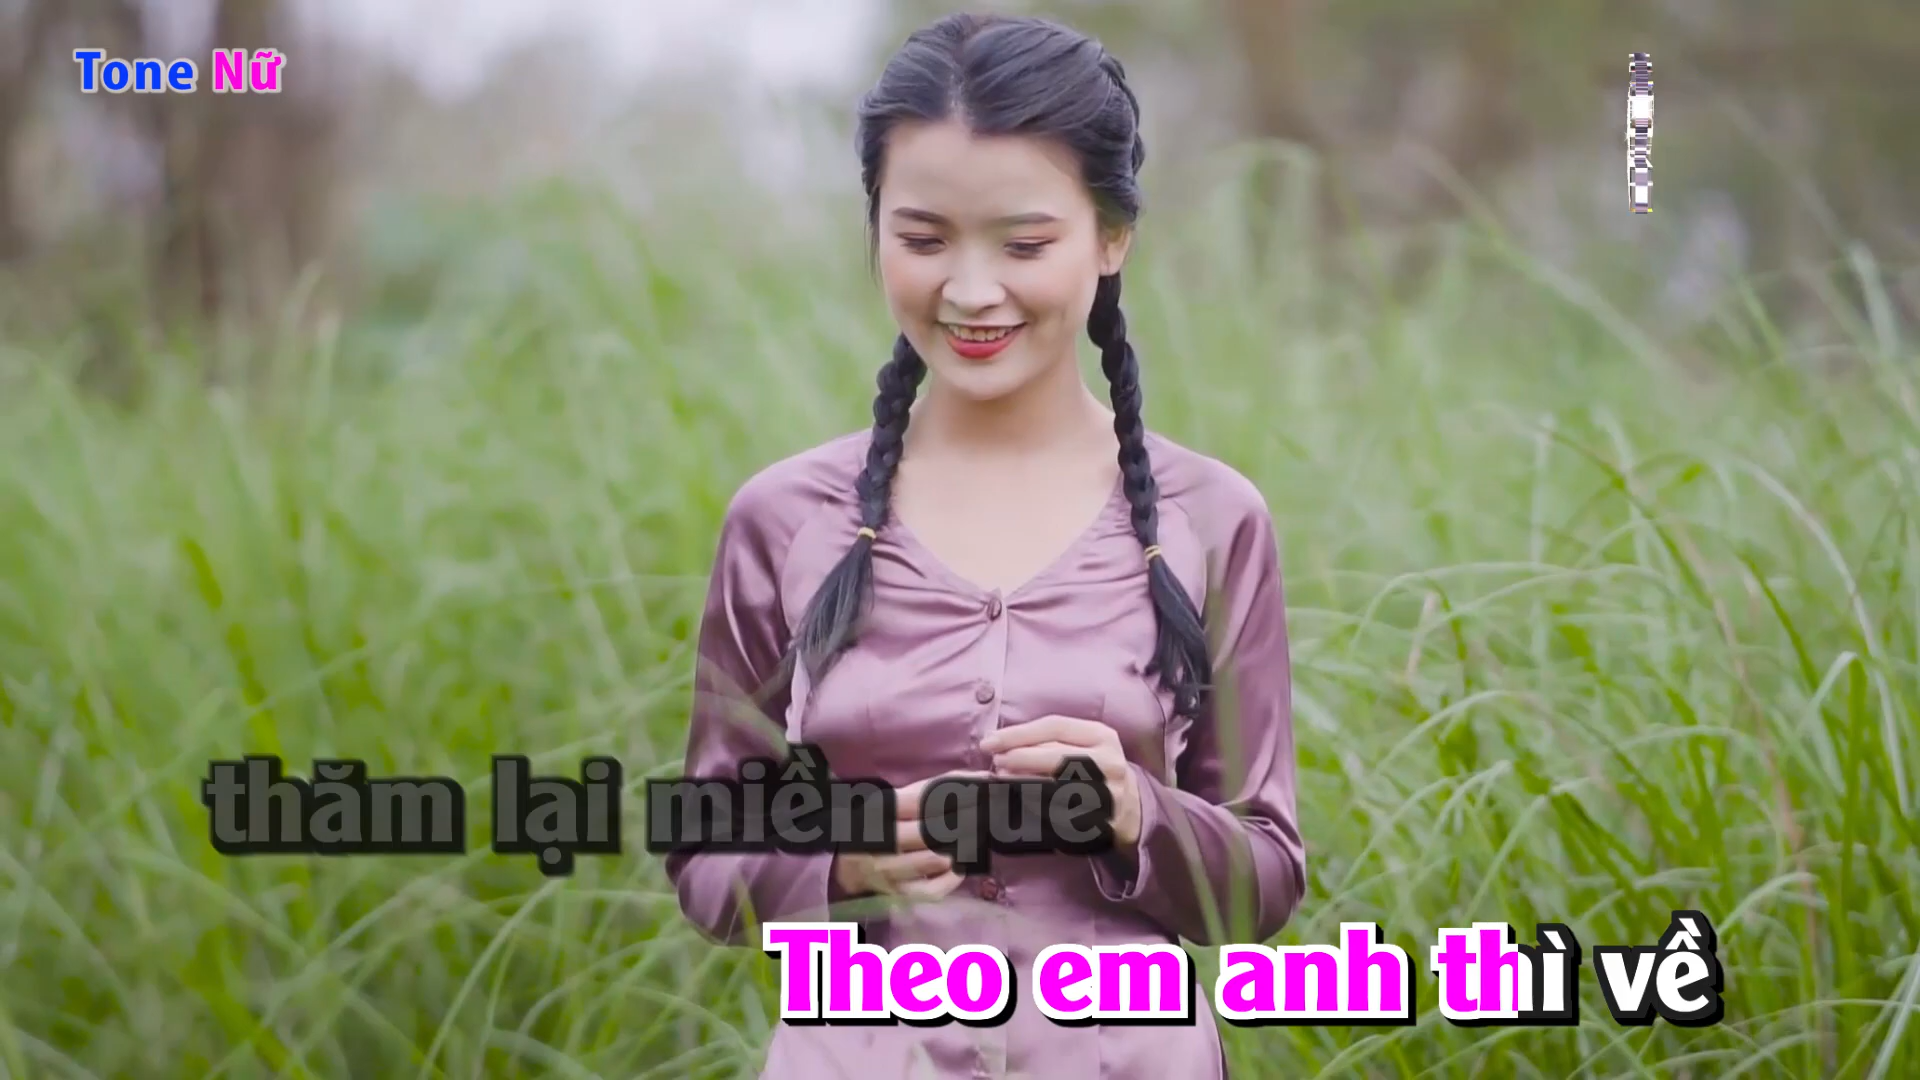 Tone Nữ
thăm lại miền quê
Theo em anh thì về